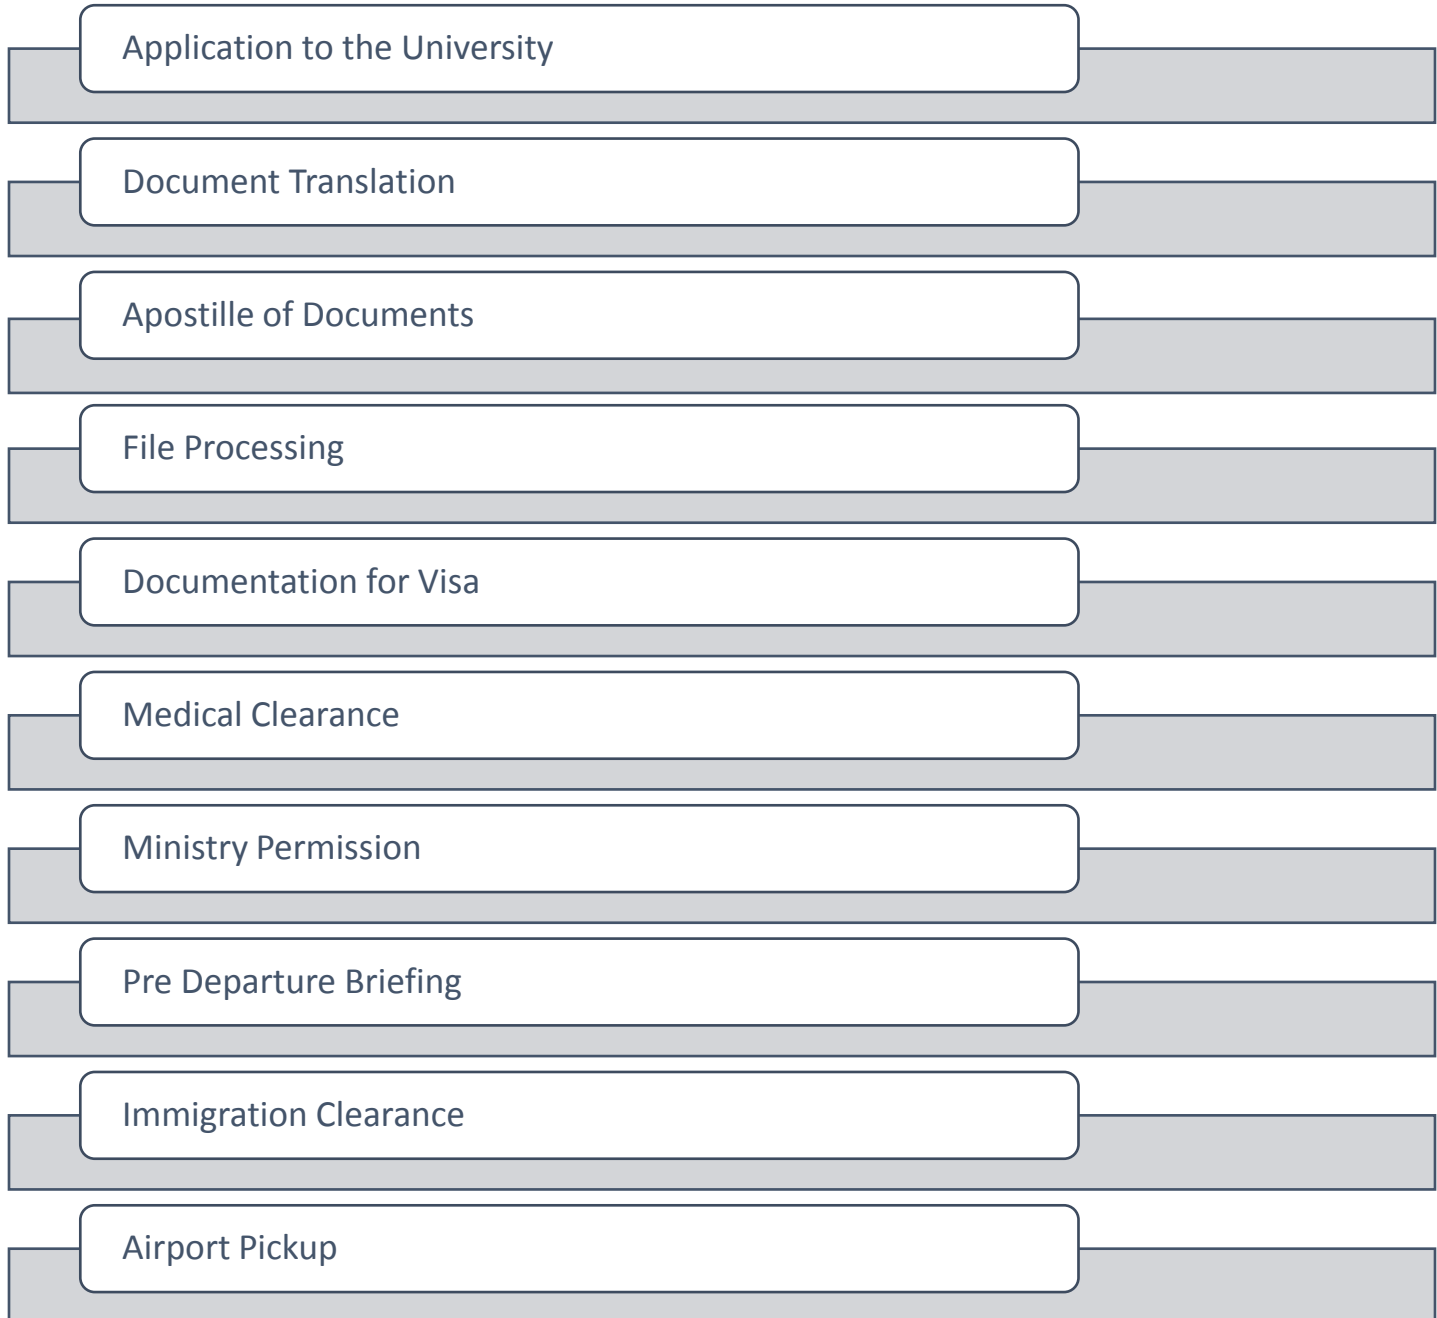 Application to the University
Document Translation
Apostille of Documents
File Processing
Documentation for Visa
Medical Clearance
Ministry Permission
Pre Departure Briefing
Immigration Clearance
Airport Pickup